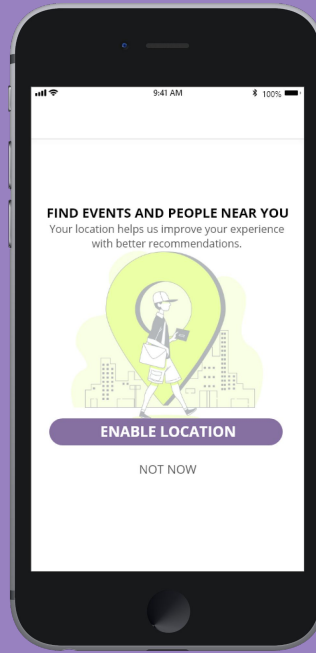 9:41 AM
100%
FIND EVENTS AND PEOPLE NEAR YOU
Your location helps us improve your experience
with better recommendations.
ENABLE LOCATION
NOT NOW